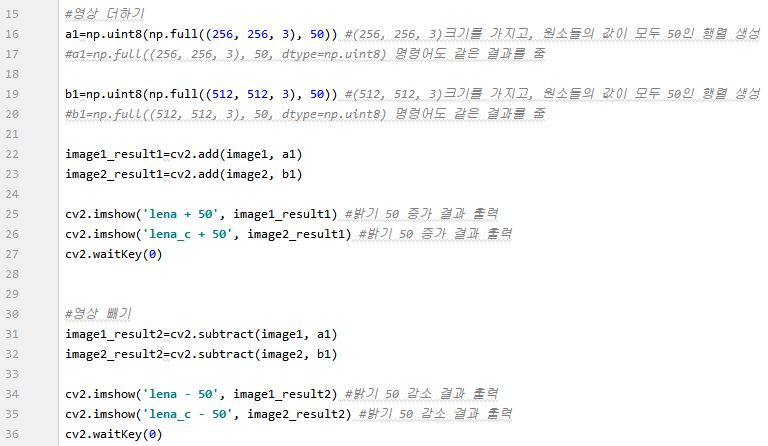 15 #영상 더하기
16 a1=np.uint8(np.full((256, 256, 3), 50)) #(256, 256, 3)크기를 가지고, 원소들의 값이 모두 50인 행렬 생성
17 #a1=np.full((256, 256, 3), 50, dtype=np.uint8) 명령어도 같은 결과를 줌
18
19 b1=np.uint8(np.full((512, 512, 3), 50)) #(512, 512, 3)크기를 가지고, 원소들의 값이 모두 50인 행렬 생성
20 #b1=np.full((512, 512, 3), 50, dtype=np.uint8) 명령어도 같은 결과를 줌
21
22 image1_result1=cv2.add(image1, a1)
23 image2_result1=cv2.add(image2, b1)
24
25 cv2.imshow('lena + 50', image1_result1) #밝기 50 증가 결과 출력
26 cv2.imshow('lena_c + 50', image2_result1) #밝기 50 증가 결과 출력
27 cv2.waitKey(0)
28
29
30 #영상 빼기
31 image1_result2=cv2.subtract(image1, a1)
32 image2_result2=cv2.subtract(image2, b1)
33
34 cv2.imshow('lena - 50', image1_result2) #밝기 50 감소 결과 출력
35 cv2.imshow('lena_c - 50', image2_result2) #밝기 50 감소 결과 출력
36 cv2.waitKey(0)